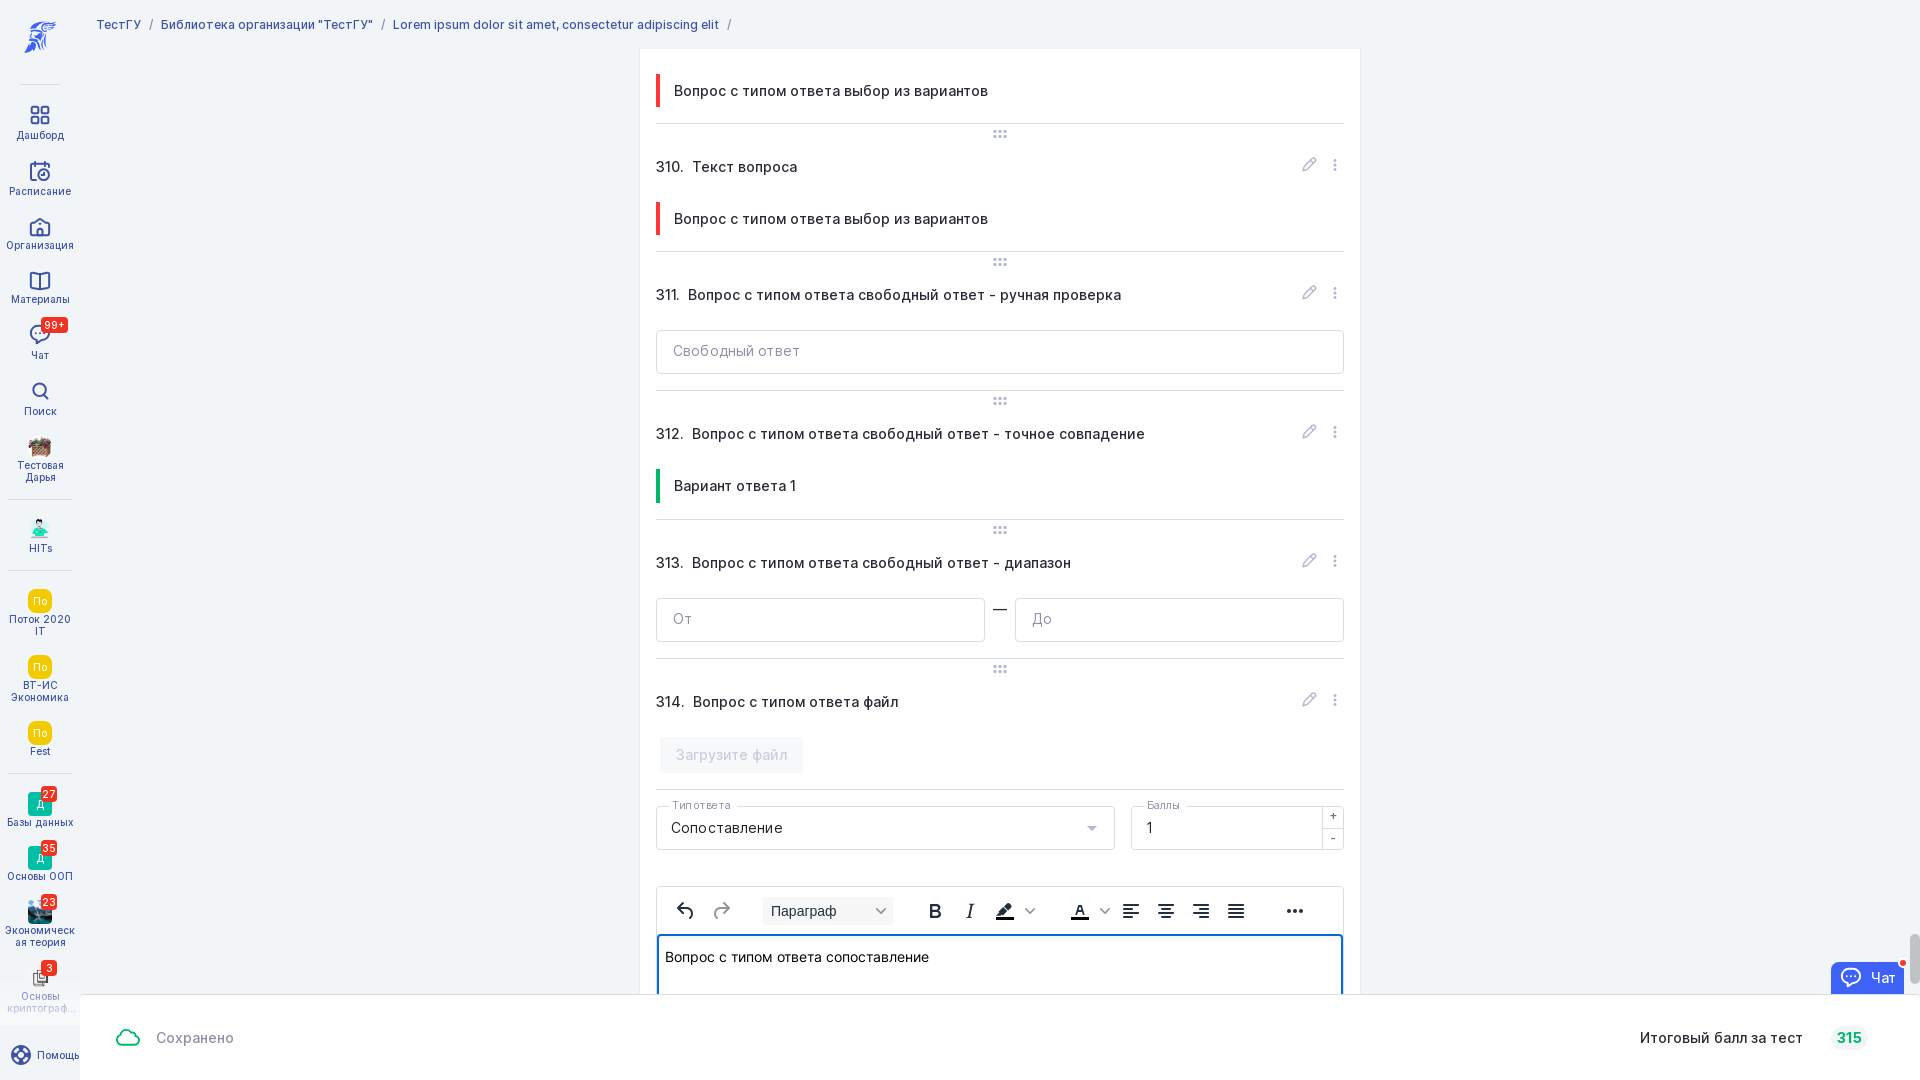 ТестГУ / Библиотека организации "ТестГУ" / Lorem ipsum dolor sit amet, consectetur adipiscing elit /
Дашборд
Расписание
Организация
Материалы
99+
Чат
Поиск
Тестовая
Дарья
HITs
По
Поток 2020
IT
По
ВТ-ИС
Экономика
По
Fest
27
Д
Базы данных
35
Д
Основы ООП
23
Экономическ
ая теория
3
Основы
криптограф...
Помощь
Вопрос с типом ответа выбор из вариантов
310. Текст вопроса
Вопрос с типом ответа выбор из вариантов
311. Вопрос с типом ответа свободный ответ - ручная проверка
Свободный ответ
312. Вопрос с типом ответа свободный ответ - точное совпадение
Вариант ответа 1
313. Вопрос с типом ответа свободный ответ - диапазон
От — До
314. Вопрос с типом ответа файл
Загрузите файл
Тип ответа
Сопоставление
Баллы
1
+
-
Параграф
Вопрос с типом ответа сопоставление
Чат
Сохранено
Итоговый балл за тест 315